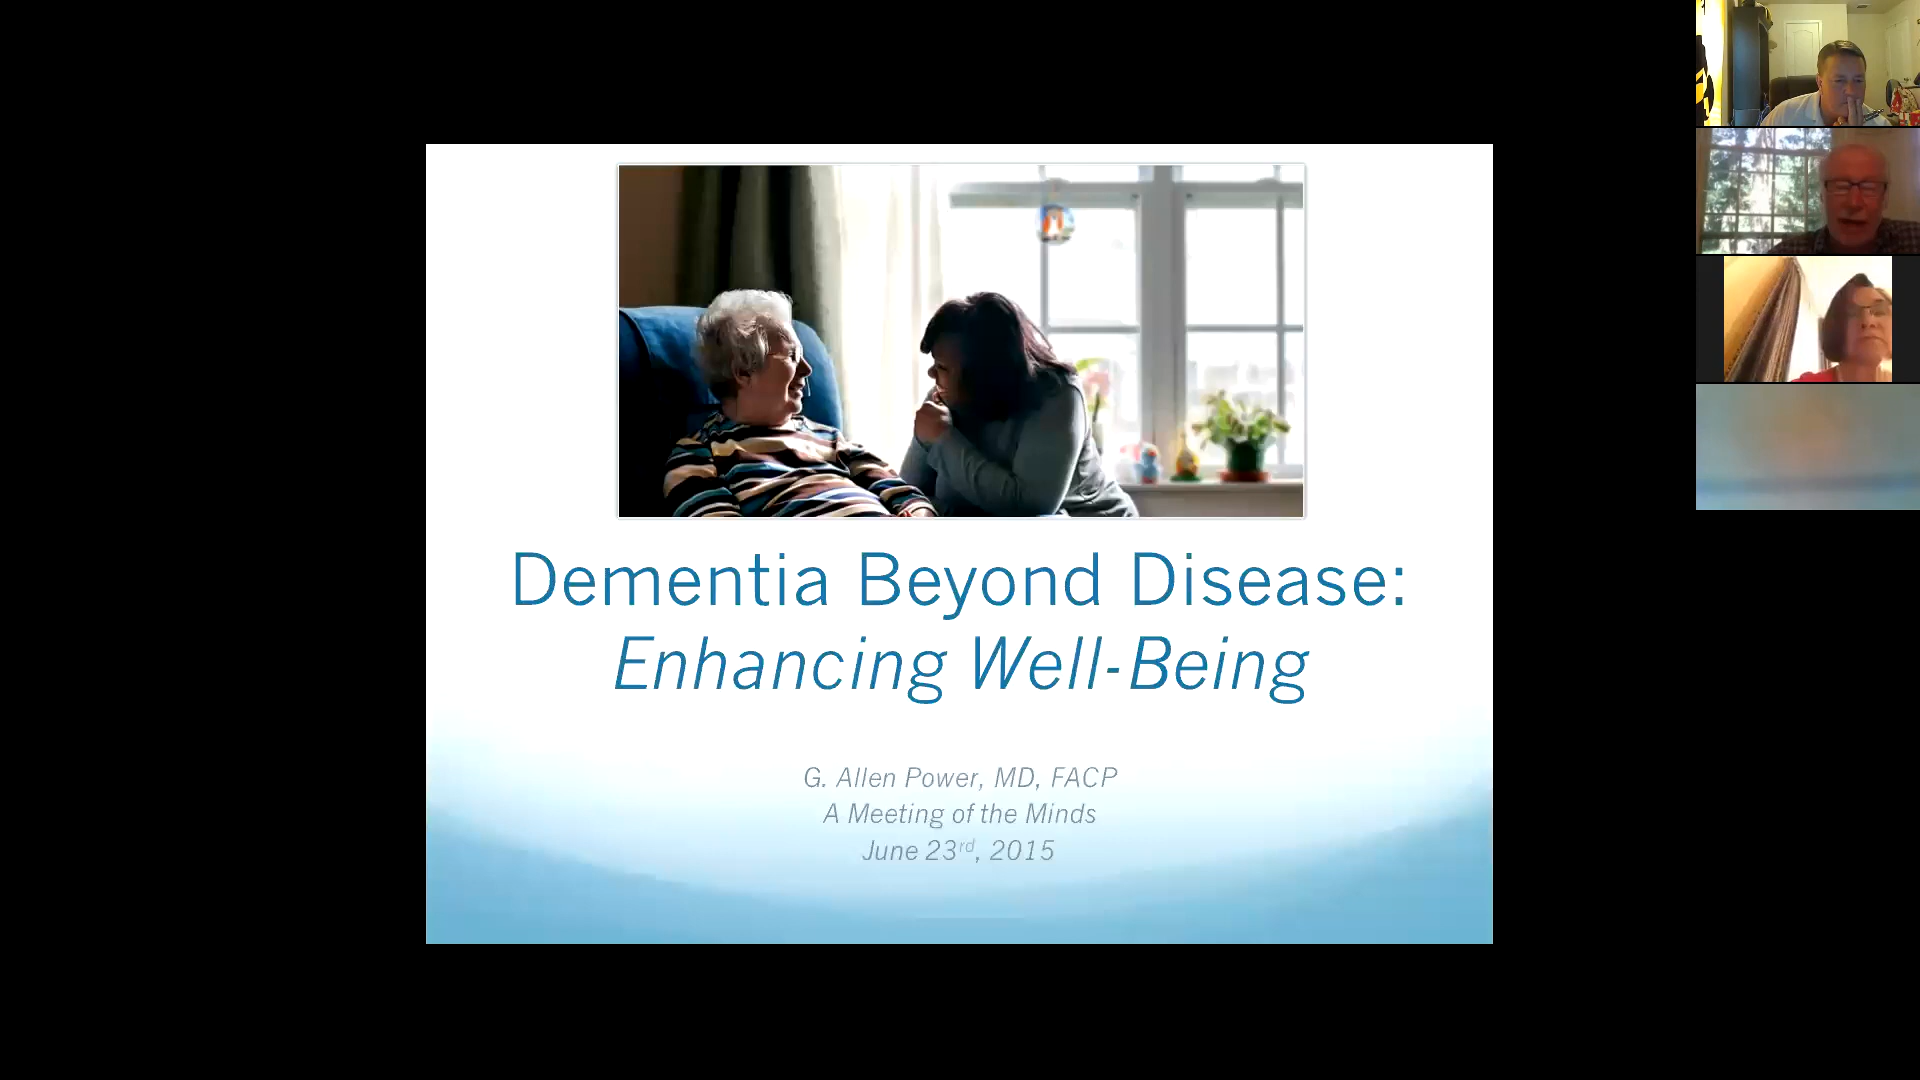 Dementia Beyond Disease:
Enhancing Well-Being
G. Allen Power, MD, FACP
A Meeting of the Minds
June 23rd, 2015